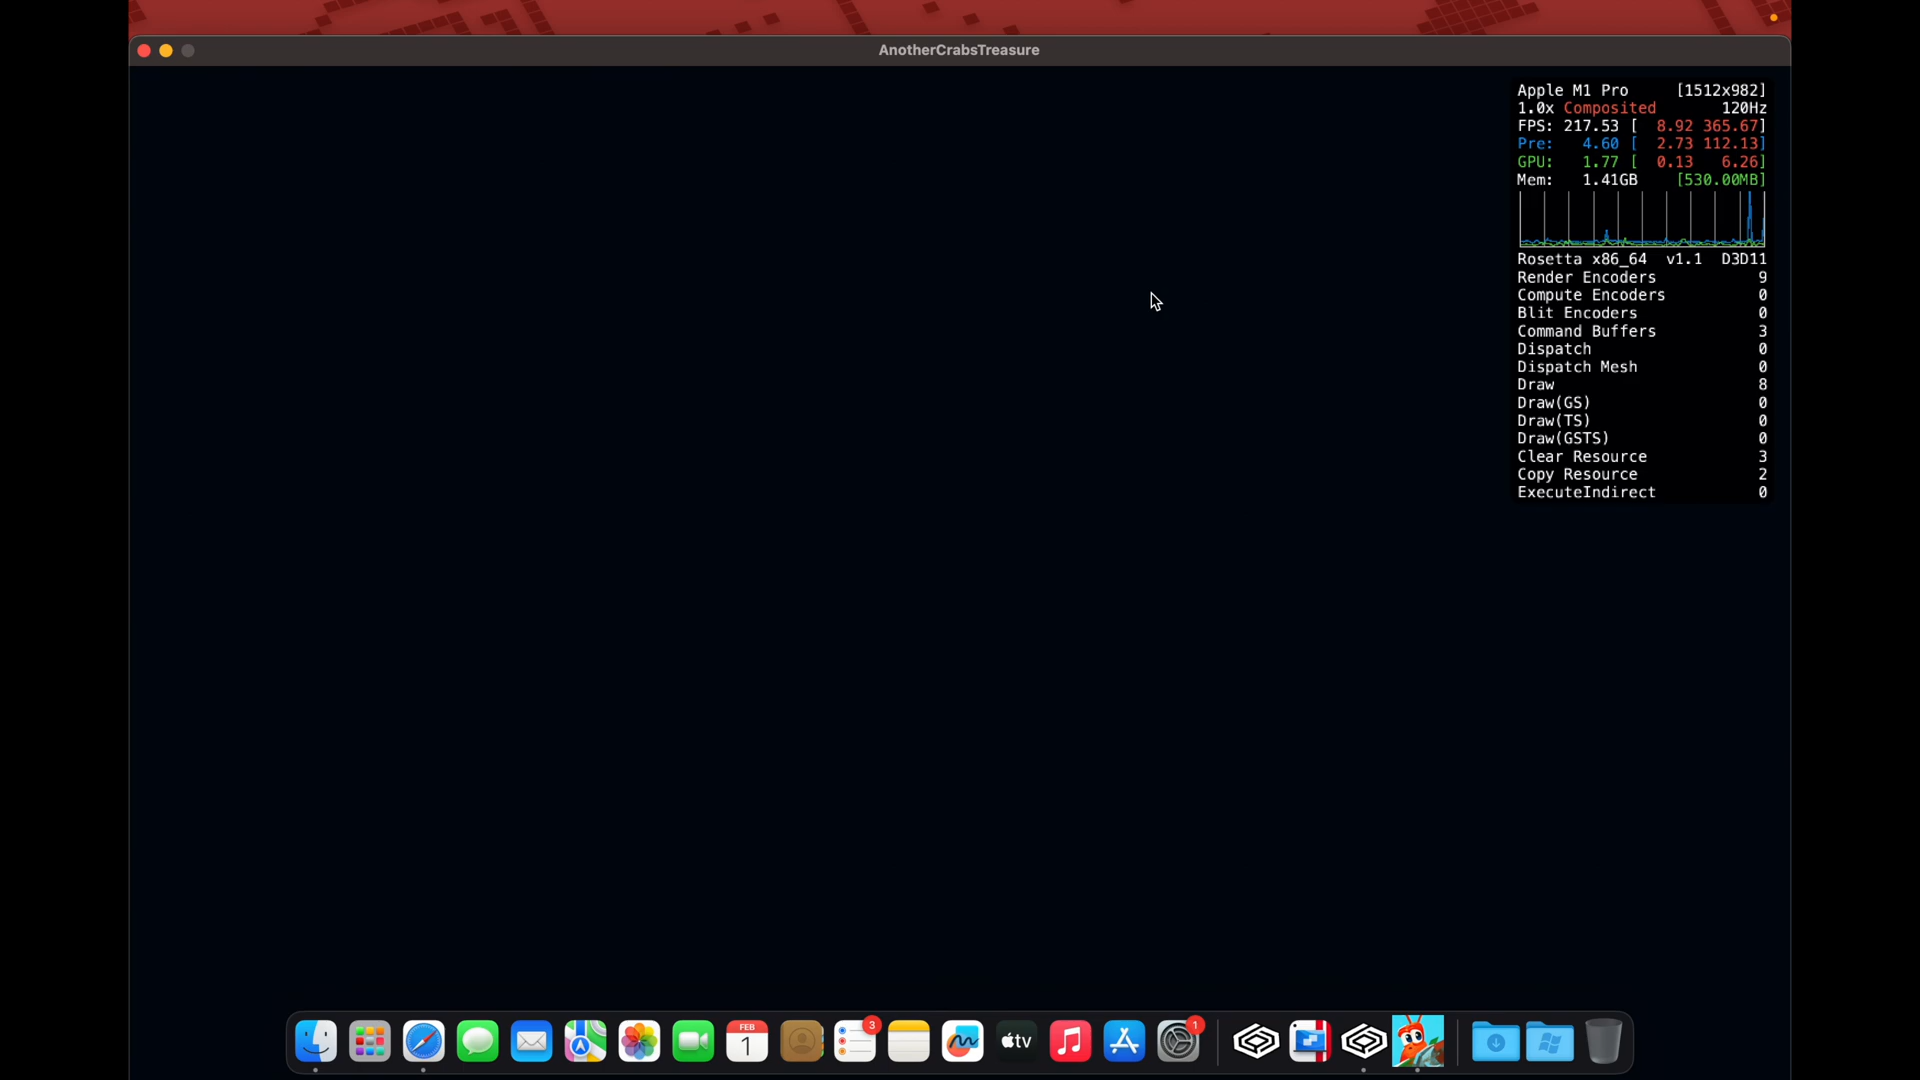 AnotherCrabsTreasure
Apple M1 Pro [1512x982]
1.0x Composited 120Hz
FPS: 217.53 [ 8.92 365.67]
Pre: 4.60 [ 2.73 112.13]
GPU: 1.77 [ 0.13 6.26]
Mem: 1.41GB [530.00MB]
Rosetta x86_64 v1.1 D3D11
Render Encoders 9
Compute Encoders 0
Blit Encoders 0
Command Buffers 3
Dispatch 0
Dispatch Mesh 0
Draw 8
Draw(GS) 0
Draw(TS) 0
Draw(GSTS) 0
Clear Resource 3
Copy Resource 2
ExecuteIndirect 0
FEB
1
3
tv
1